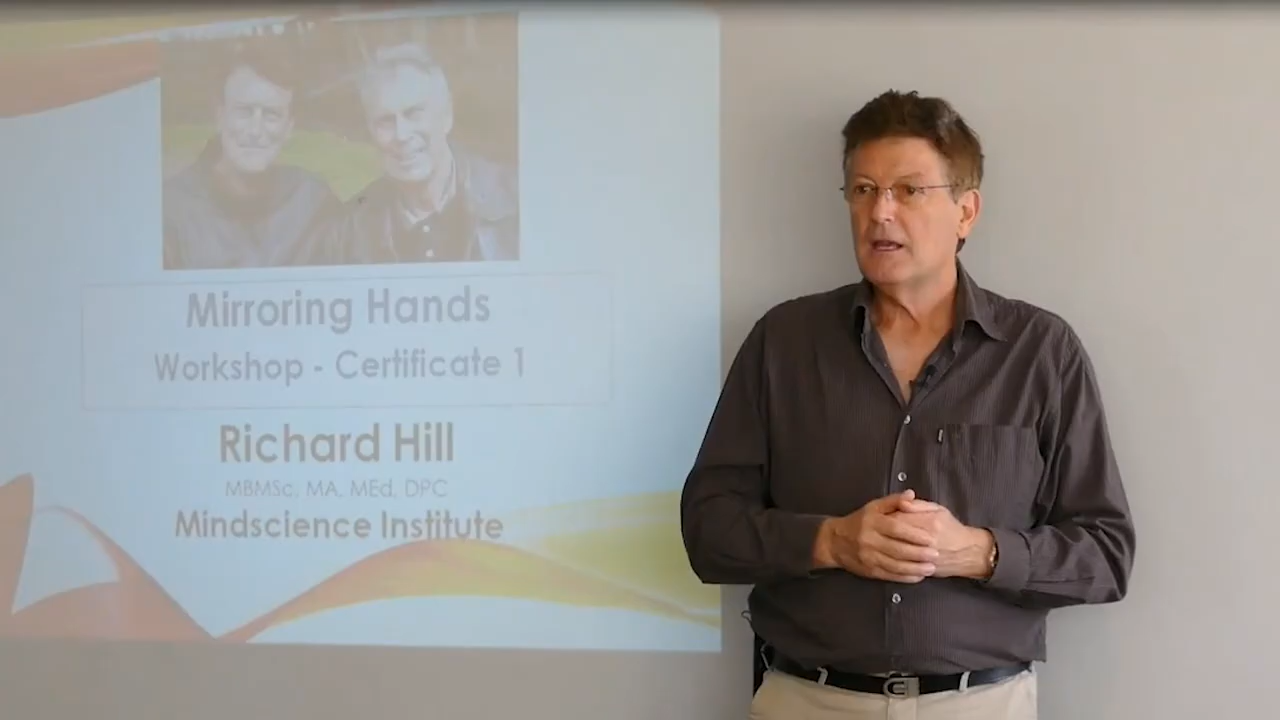 Mirroring Hands
Workshop - Certificate 1
Richard Hill
MBMSc, MA, MEd, DPC
Mindscience Institute